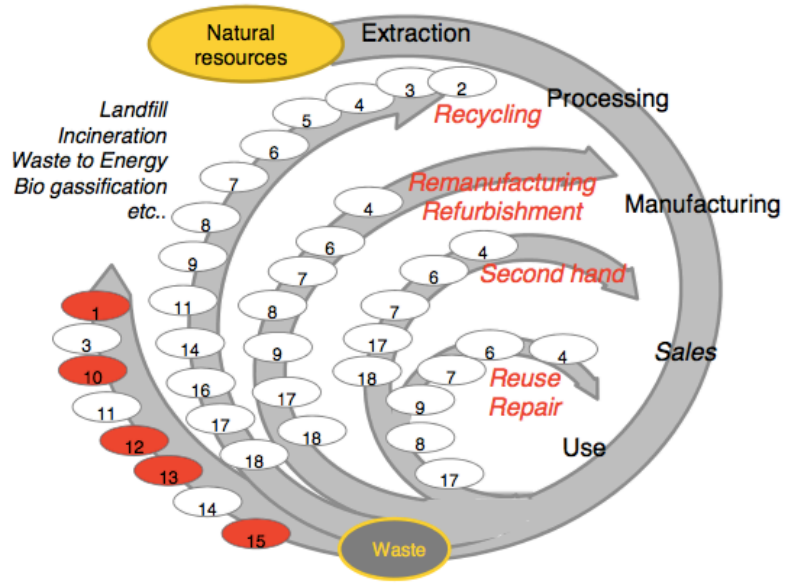 Natural
resources
Extraction
Processing
Manufacturing
Sales
Use
Waste
Landfill
Incineration
Waste to Energy
Bio gassification
etc..
1
3
10
11
12
13
14
15
Recycling
2
3
4
5
6
7
8
9
11
14
16
17
18
Remanufacturing
Refurbishment
4
6
7
8
9
17
18
Second hand
4
6
7
17
18
Reuse
Repair
4
6
7
9
8
17